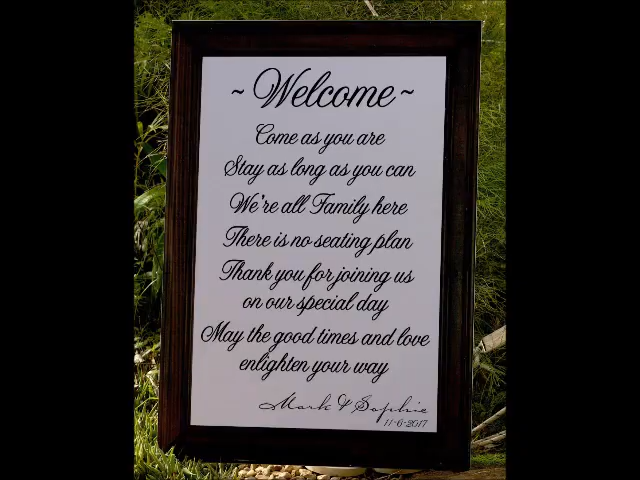 ~ Welcome ~
Come as you are
Stay as long as you can
We're all Family here
There is no seating plan
Thank you for joining us
on our special day
May the good times and love
enlighten your way
Mark & Sophie
11-6-2017